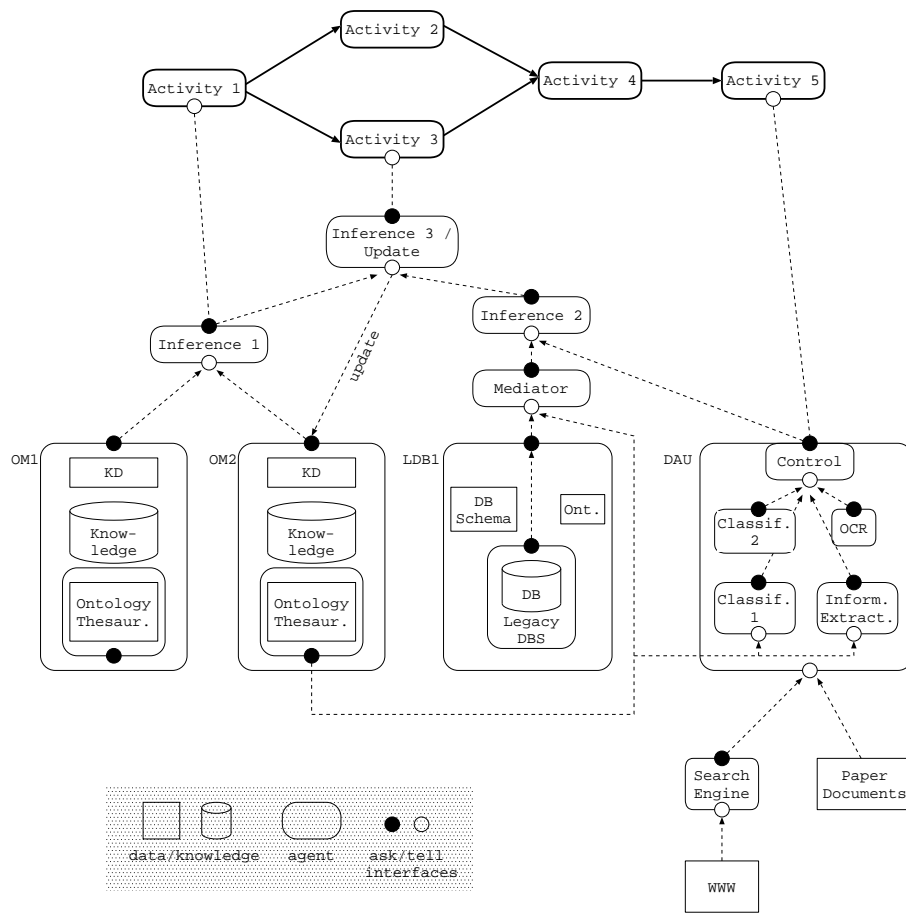 Activity 2
Activity 1
Activity 4
Activity 5
Activity 3
Inference 3 /
Update
Inference 2
Inference 1
update
Mediator
OM1
KD
Know-
ledge
Ontology
Thesaur.
OM2
KD
Know-
ledge
Ontology
Thesaur.
LDB1
DB
Schema
Ont.
DB
Legacy
DBS
DAU
Control
Classif.
2
OCR
Classif.
1
Inform.
Extract.
Search
Engine
Paper
Documents
WWW
data/knowledge
agent
ask/tell
interfaces